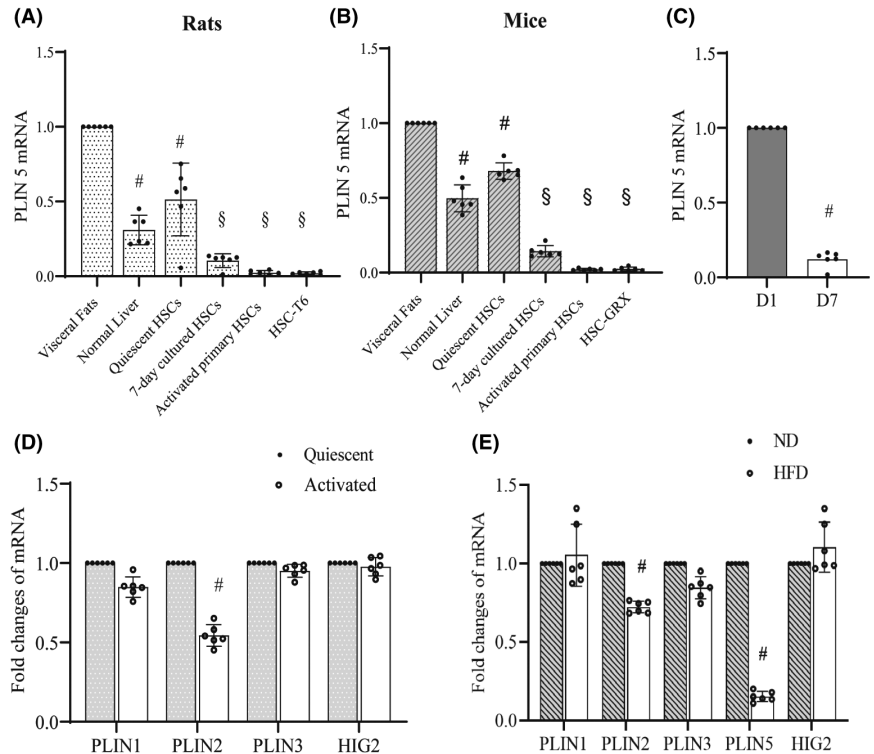 (A)
Rats
PLIN 5 mRNA
1.5
1.0
0.5
0.0
#
#
§
§
§
Visceral Fats
Normal Liver
Quiescent HSCs
7-day cultured HSCs
Activated primary HSCs
HSC-T6
(B)
Mice
PLIN 5 mRNA
1.5
1.0
0.5
0.0
#
#
§
§
§
Visceral Fats
Normal Liver
Quiescent HSCs
7-day cultured HSCs
Activated primary HSCs
HSC-GRX
(C)
PLIN 5 mRNA
1.5
1.0
0.5
0.0
#
D1 D7
(D)
Quiescent
Activated
Fold changes of mRNA
1.5
1.0
0.5
0.0
#
PLIN1 PLIN2 PLIN3 HIG2
(E)
ND
HFD
Fold changes of mRNA
1.5
1.0
0.5
0.0
#
#
PLIN1 PLIN2 PLIN3 PLIN5 HIG2